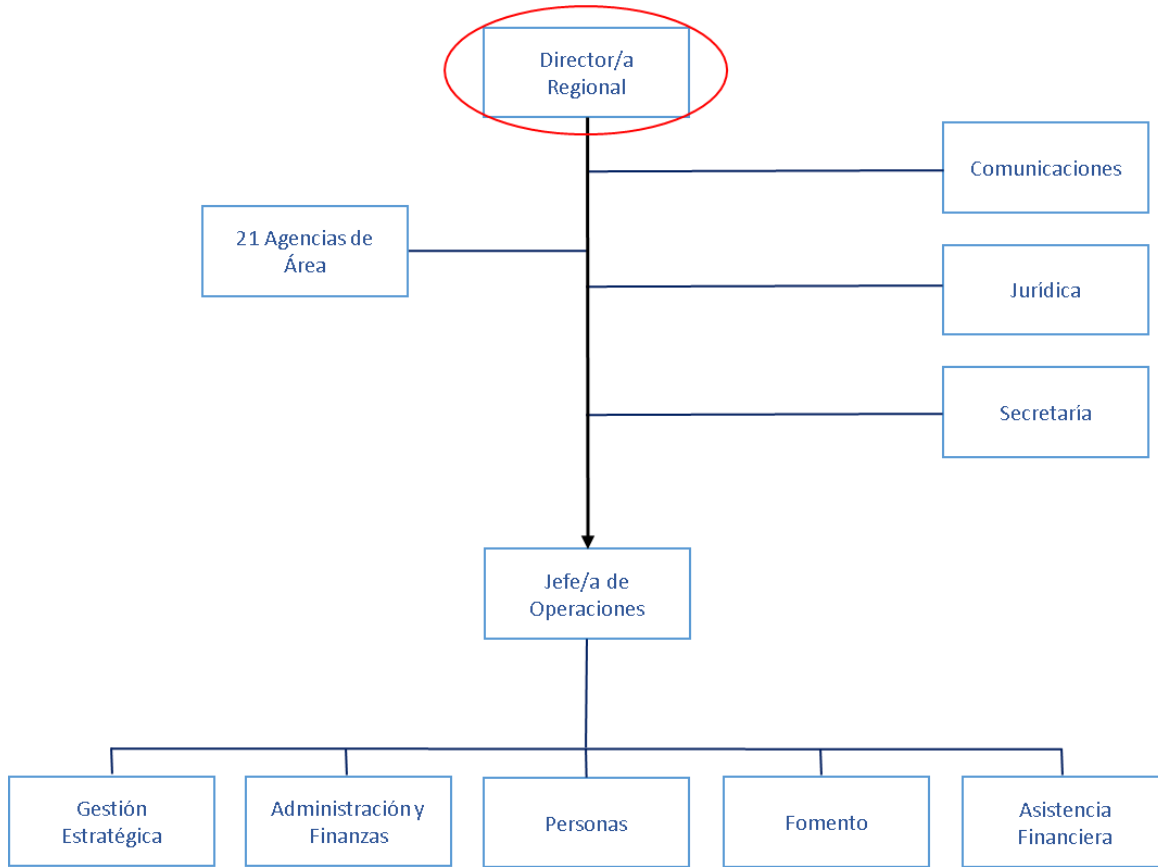 Director/a
Regional
Comunicaciones
21 Agencias de
Área
Jurídica
Secretaría
Jefe/a de
Operaciones
Gestión
Estratégica
Administración y
Finanzas
Personas
Fomento
Asistencia
Financiera